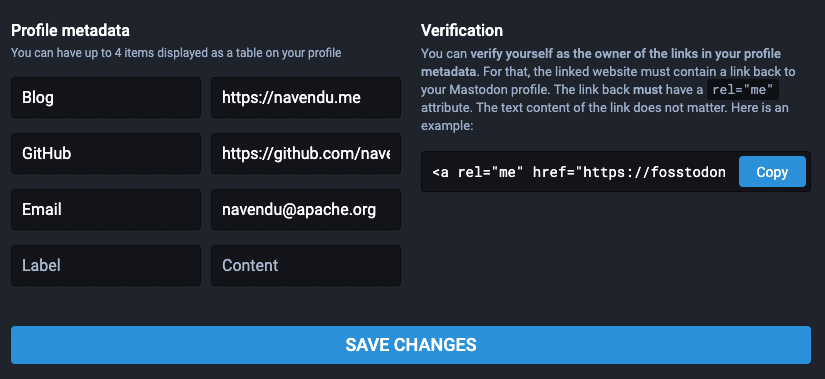 Profile metadata
You can have up to 4 items displayed as a table on your profile
Blog
https://navendu.me
GitHub
https://github.com/nave
Email
navendu@apache.org
Label
Content
Verification
You can verify yourself as the owner of the links in your profile
metadata. For that, the linked website must contain a link back to
your Mastodon profile. The link back must have a rel="me"
attribute. The text content of the link does not matter. Here is an
example:
<a rel="me" href="https://fosstodon
Copy
SAVE CHANGES